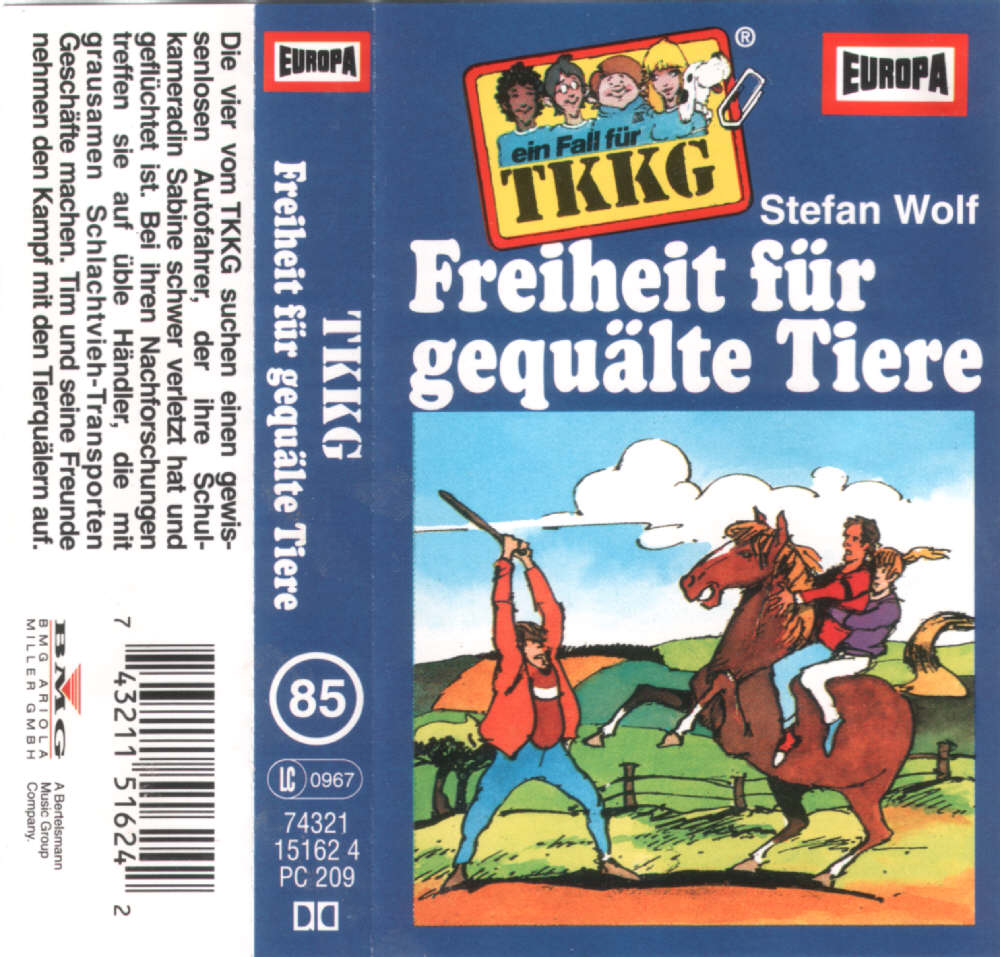 Die vier vom TKKG suchen einen gewis-
senlosen Autofahrer, der ihre Schul-
kameradin Sabine schwer verletzt hat und
geflüchtet ist. Bei ihren Nachforschungen
treffen sie auf üble Händler, die mit
grausamen Schlachtvieh-Transporten
Geschäfte machen. Tim und seine Freunde
nehmen den Kampf mit den Tierquälern auf.
BMG
BMG ARIOLA
MILLER GMBH
A Bertelsmann
Music Group
Company.
7 43211 51624 2
EUROPA
TKKG
Freiheit für gequälte Tiere
85
LC 0967
74321
15162 4
PC 209
ein Fall für
TKKG
®
EUROPA
Stefan Wolf
Freiheit für
gequälte Tiere